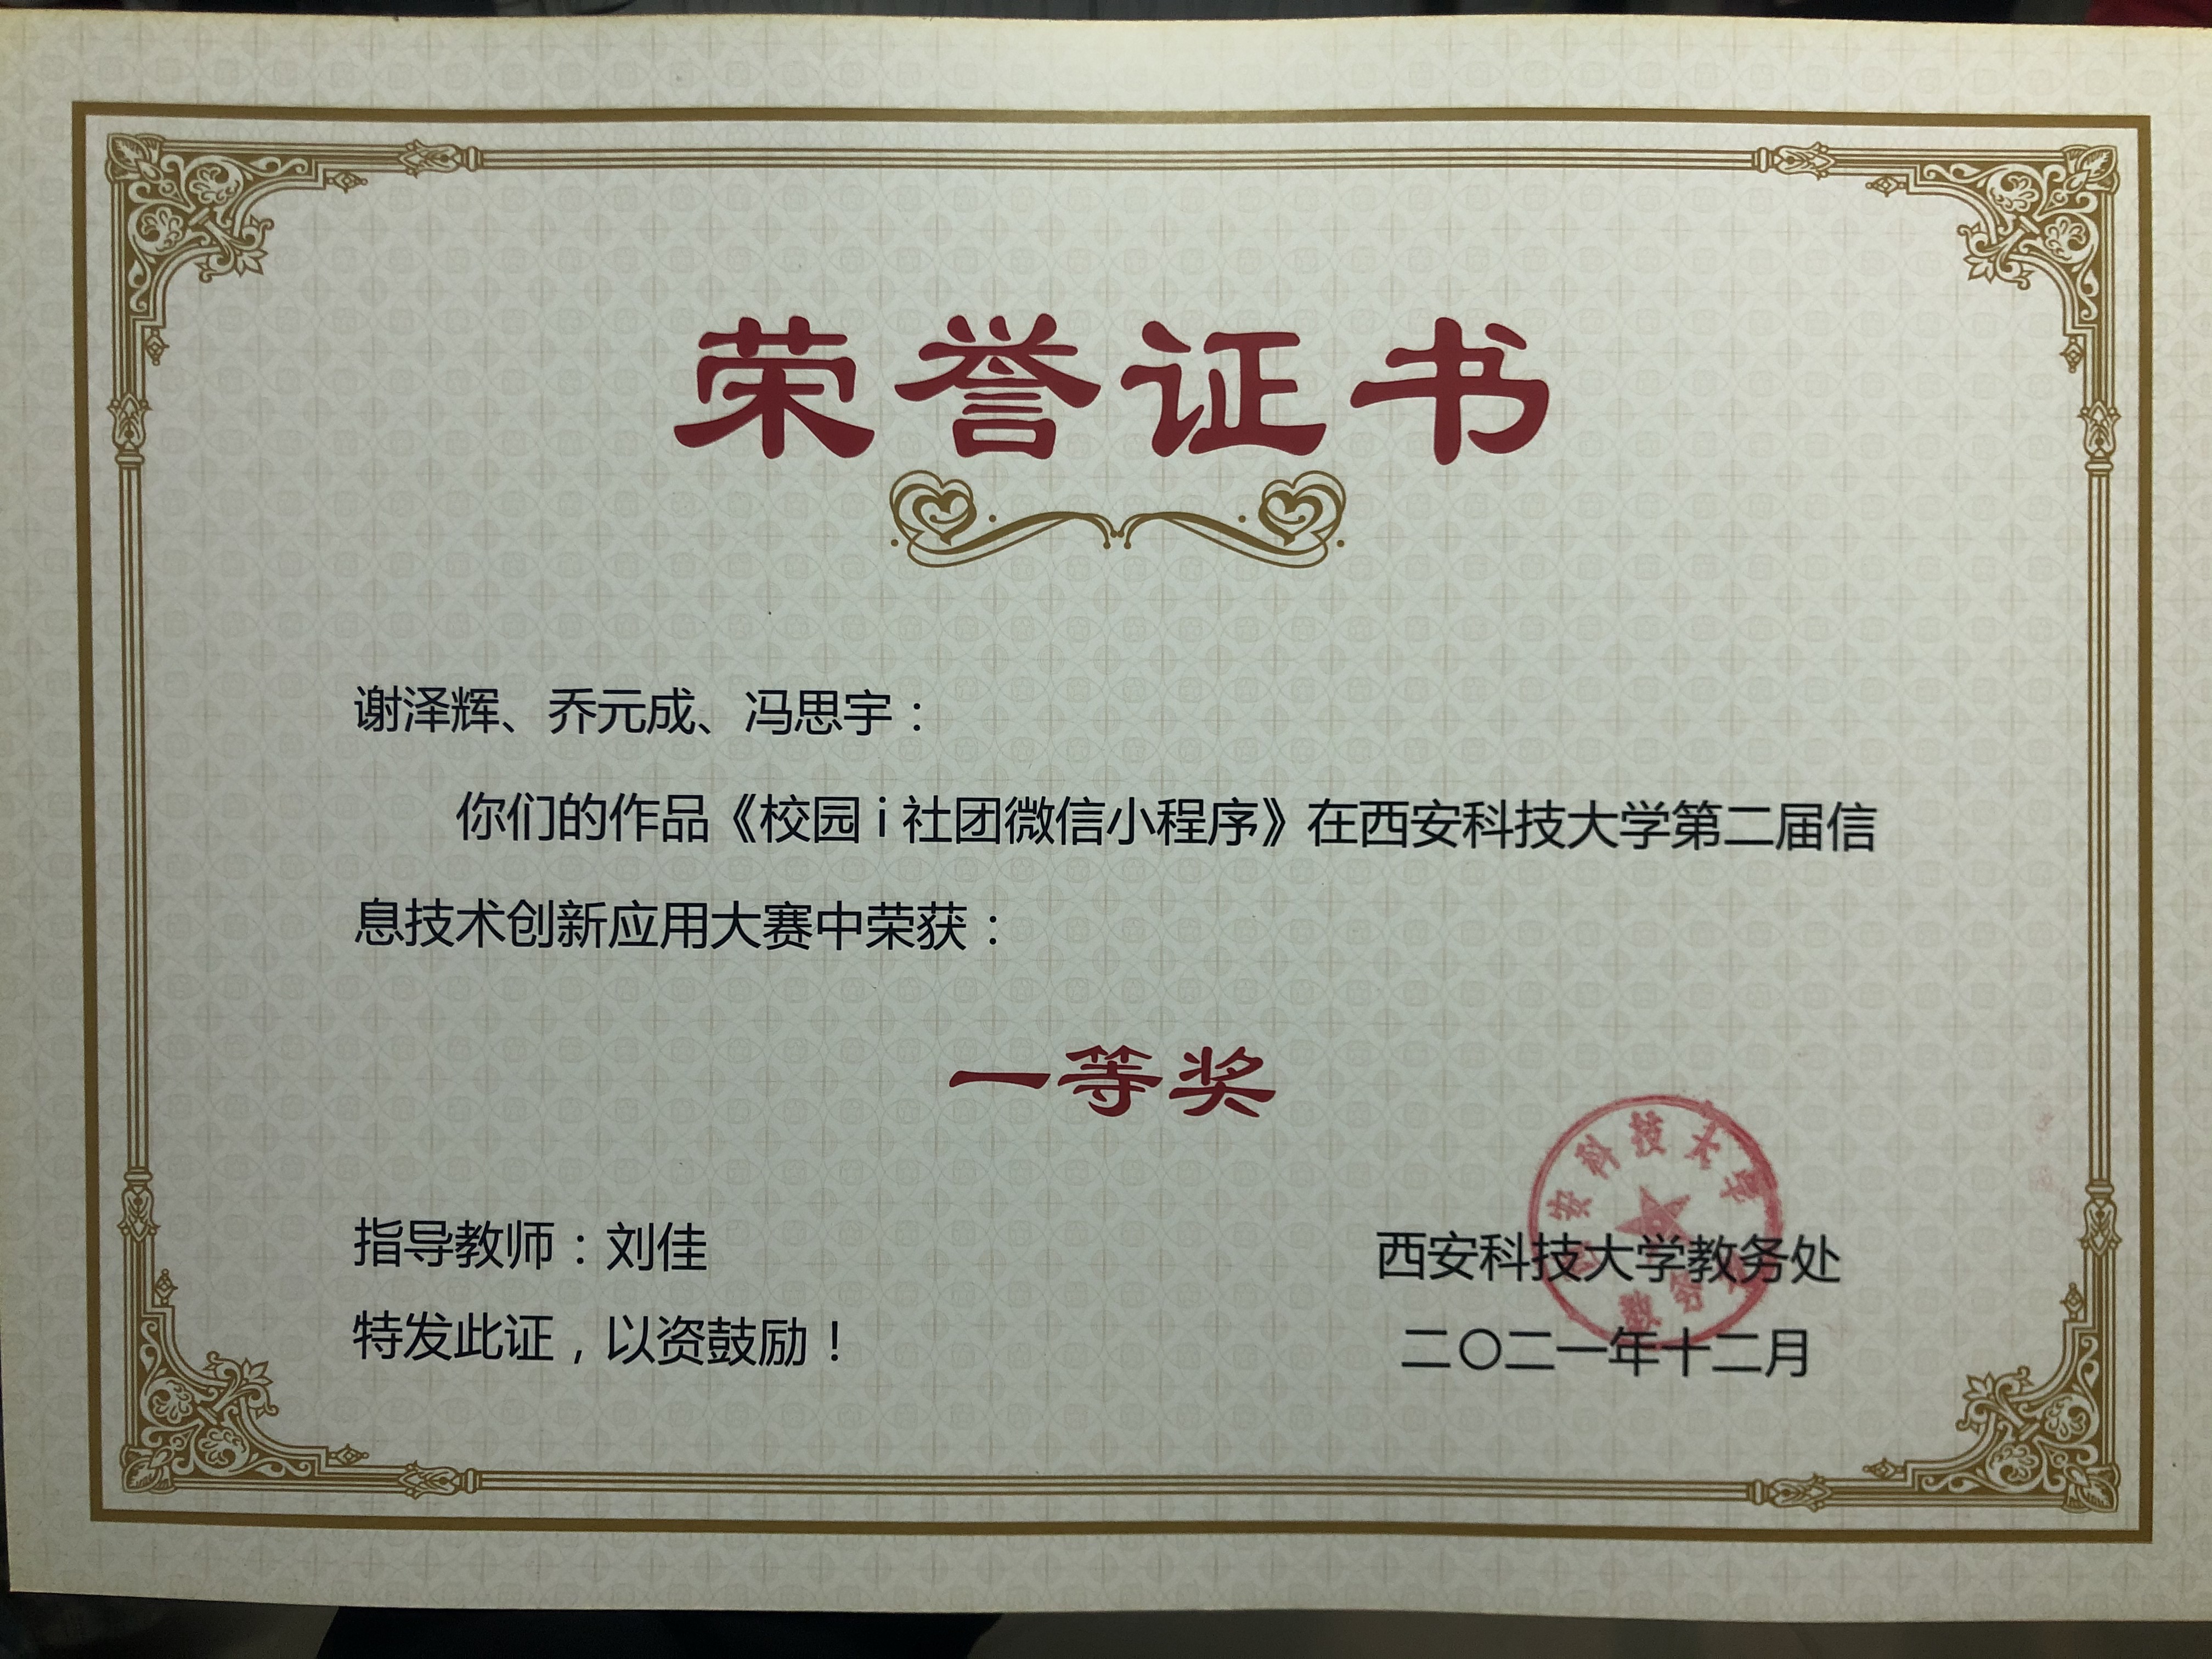 荣誉证书
谢泽辉、乔元成、冯思宇：
你们的作品《校园 i 社团微信小程序》在西安科技大学第二届信
息技术创新应用大赛中荣获：
一等奖
指导教师：刘佳
西安科技大学教务处
特发此证，以资鼓励！
二〇二一年十二月
安科技大学
教务